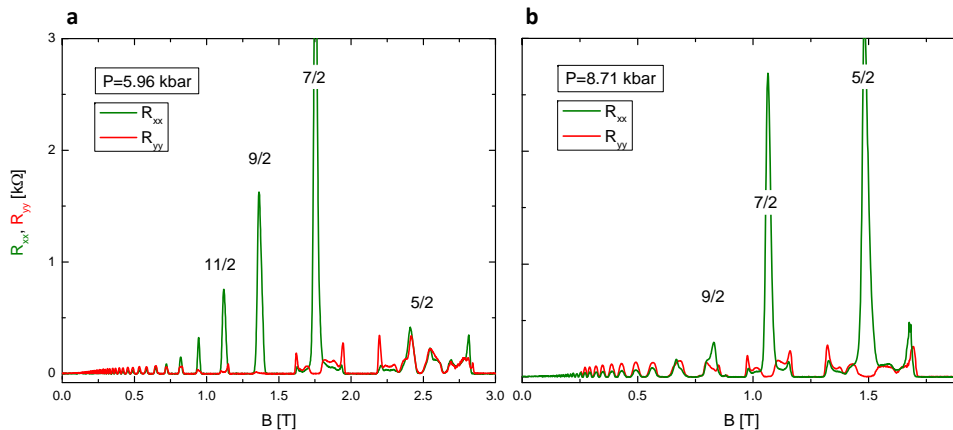 a
3
2
1
0
0.0 0.5 1.0 1.5 2.0 2.5 3.0
B [T]
R_xx, R_yy [kΩ]
P=5.96 kbar
R_xx
R_yy
11/2
9/2
7/2
5/2
b
P=8.71 kbar
R_xx
R_yy
9/2
7/2
5/2
0.0 0.5 1.0 1.5
B [T]